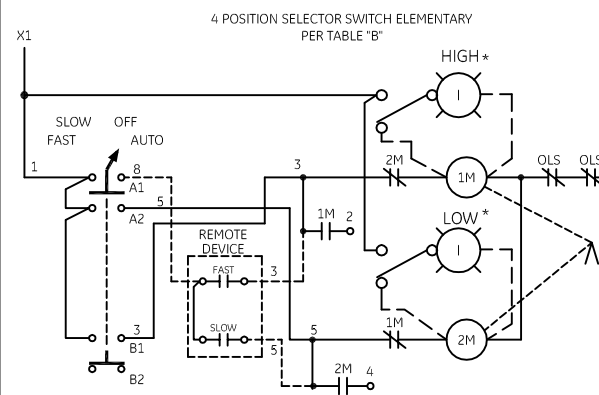 4 POSITION SELECTOR SWITCH ELEMENTARY
PER TABLE "B"
X1
HIGH *
I
SLOW OFF
FAST AUTO
1
8
A1
5
A2
3
2M
1M
OLS
OLS
1M
2
LOW *
I
REMOTE
DEVICE
FAST
3
SLOW
5
3
B1
B2
5
1M
2M
2M
4